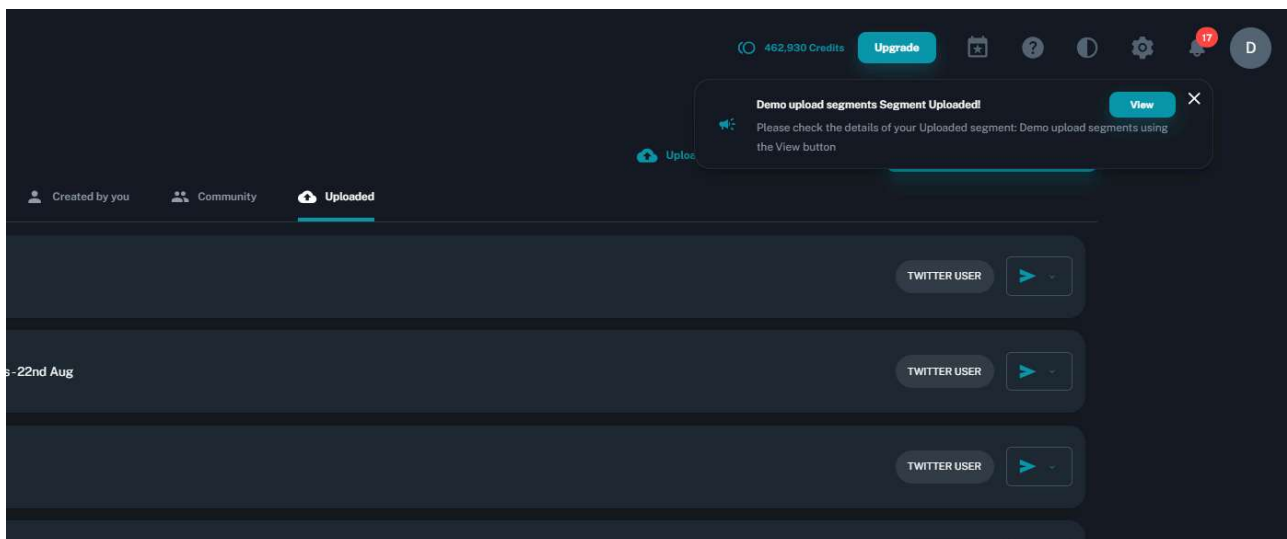 462,930 Credits Upgrade 17 D
Demo upload segments Segment Uploaded! View
Please check the details of your Uploaded segment: Demo upload segments using
the View button
Created by you Community Uploaded
TWITTER USER
-22nd Aug TWITTER USER
TWITTER USER